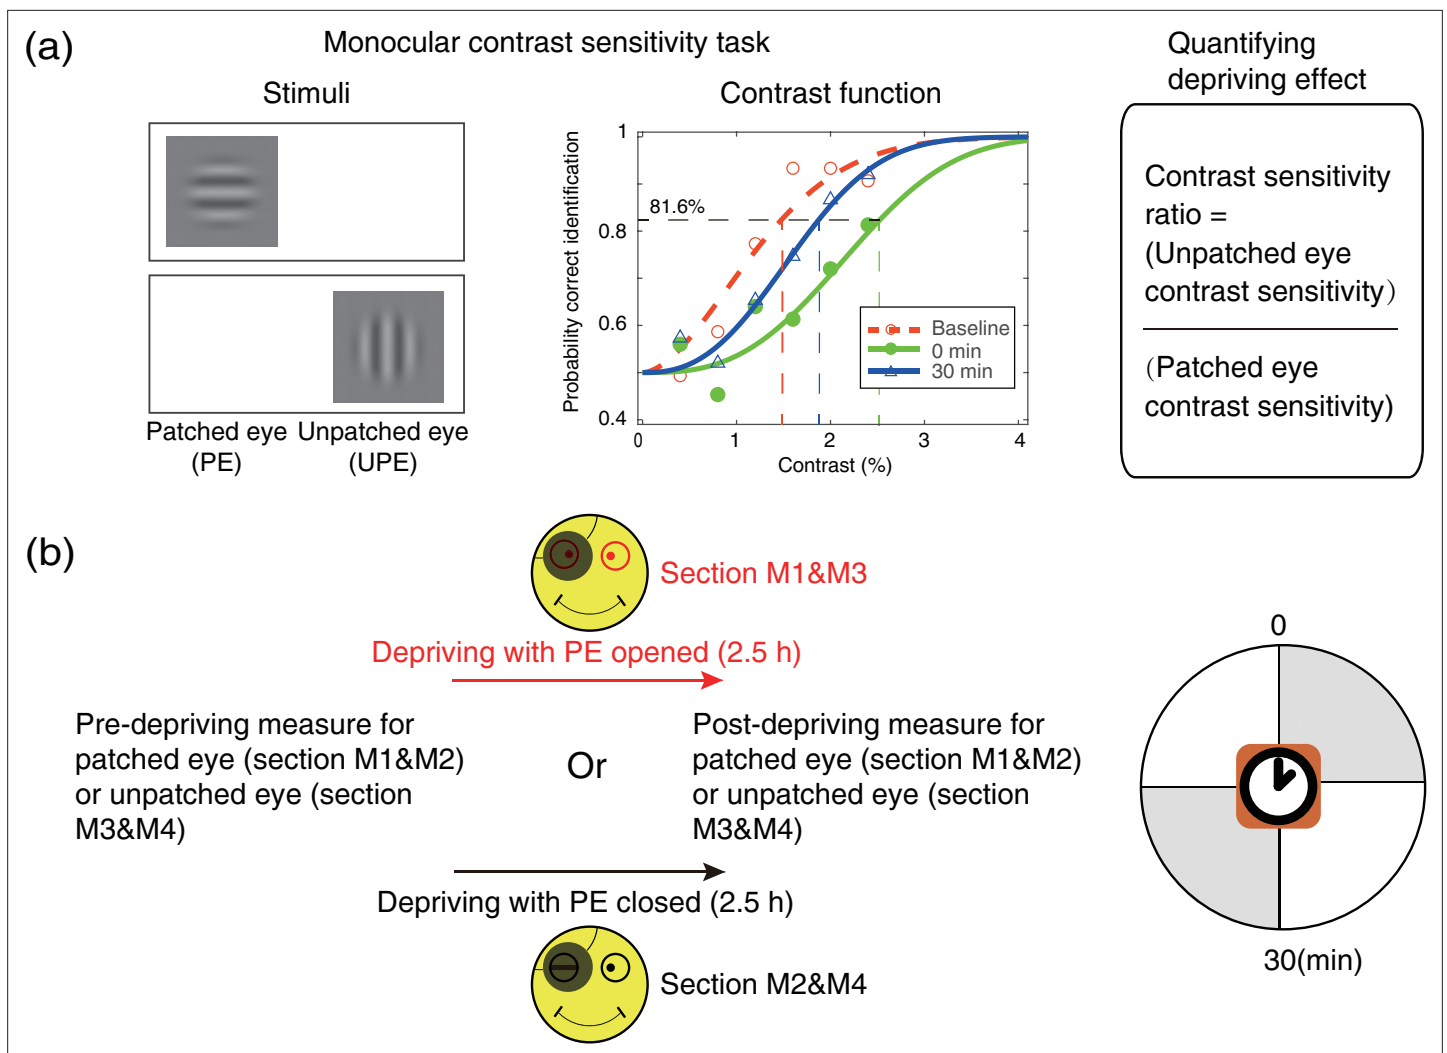 (a)
Monocular contrast sensitivity task
Stimuli
Patched eye
(PE)
Unpatched eye
(UPE)
Contrast function
Probability correct identification
1
0.8
0.6
0.4
81.6%
Baseline
0 min
30 min
0
1
2
3
4
Contrast (%)
Quantifying
depriving effect
Contrast sensitivity
ratio =
(Unpatched eye
contrast sensitivity)
(Patched eye
contrast sensitivity)
(b)
Section M1&M3
Depriving with PE opened (2.5 h)
Pre-depriving measure for
patched eye (section M1&M2)
or unpatched eye (section
M3&M4)
Or
Post-depriving measure for
patched eye (section M1&M2)
or unpatched eye (section
M3&M4)
Depriving with PE closed (2.5 h)
Section M2&M4
0
30(min)